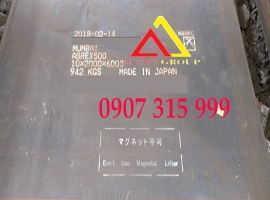 2018-02-14
MUMBAI
ABREX500
10×2000×6000
942 KGS MADE IN JAPAN
GROUP
0907 315 999
マグネット不可
Don't Use Magnetic Lifter